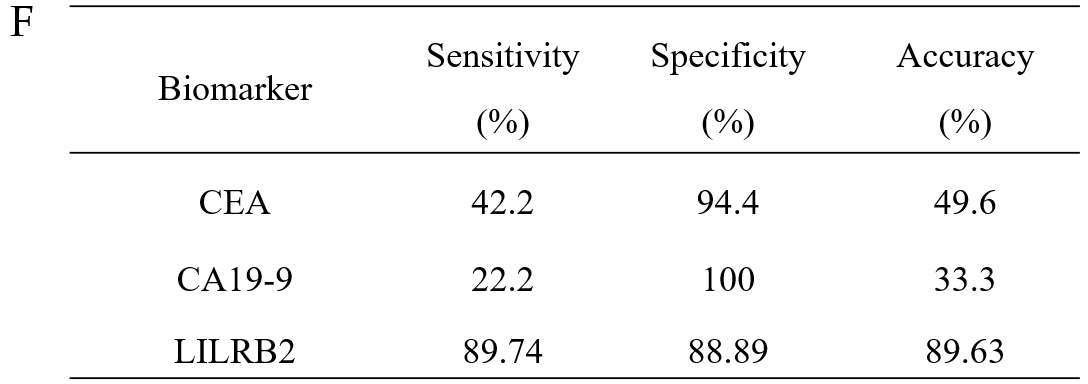 F
Biomarker Sensitivity (%) Specificity (%) Accuracy (%)
CEA 42.2 94.4 49.6
CA19-9 22.2 100 33.3
LILRB2 89.74 88.89 89.63